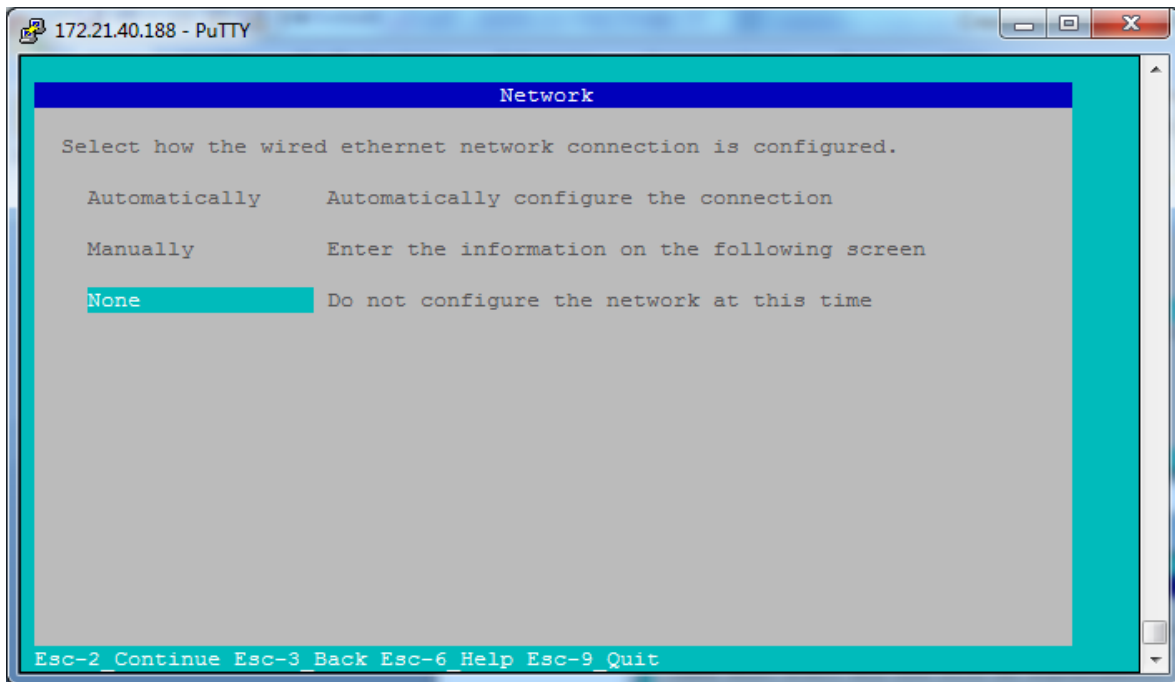 172.21.40.188 - PuTTY
Network
Select how the wired ethernet network connection is configured.
Automatically Automatically configure the connection
Manually Enter the information on the following screen
None Do not configure the network at this time
Esc-2_Continue Esc-3_Back Esc-6_Help Esc-9_Quit